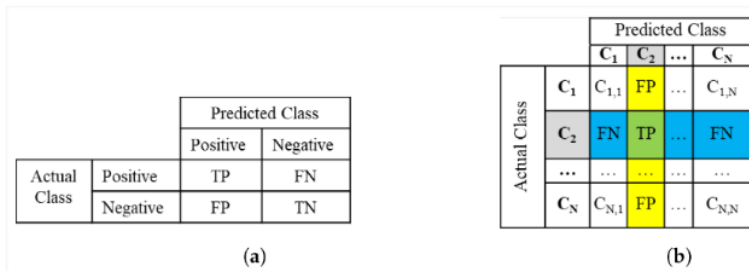 Predicted Class
Positive Negative
Actual Class Positive TP FN
Negative FP TN
(a)
Predicted Class
C1 C2 ... CN
Actual Class
C1 C1,1 FP ... C1,N
C2 FN TP ... FN
... ... ... ... ...
CN CN,1 FP ... CN,N
(b)